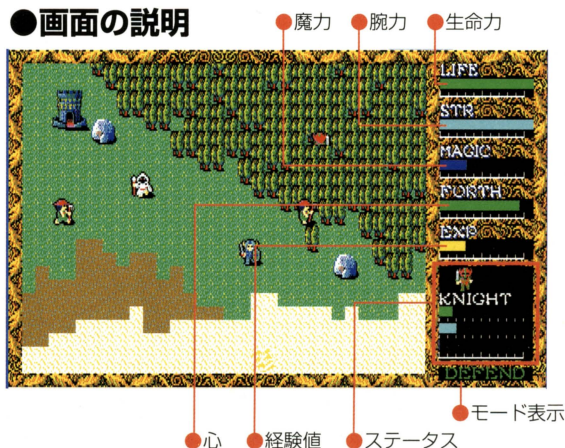 ●画面の説明
●魔力 ●腕力 ●生命力
LIFE
STR
MAGIC
FORTH
EXP
KNIGHT
DEFEND
●モード表示
●心 ●経験値 ●ステータス